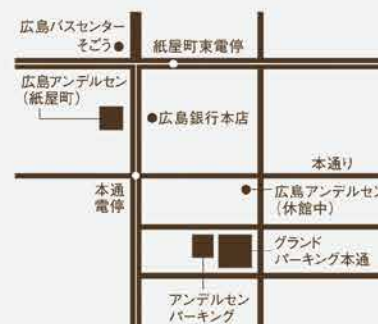 広島バスセンター
そごう
紙屋町東電停
広島アンデルセン
(紙屋町)
広島銀行本店
本通り
本通
電停
広島アンデルセン
(休館中)
グランド
パーキング本通
アンデルセン
パーキング